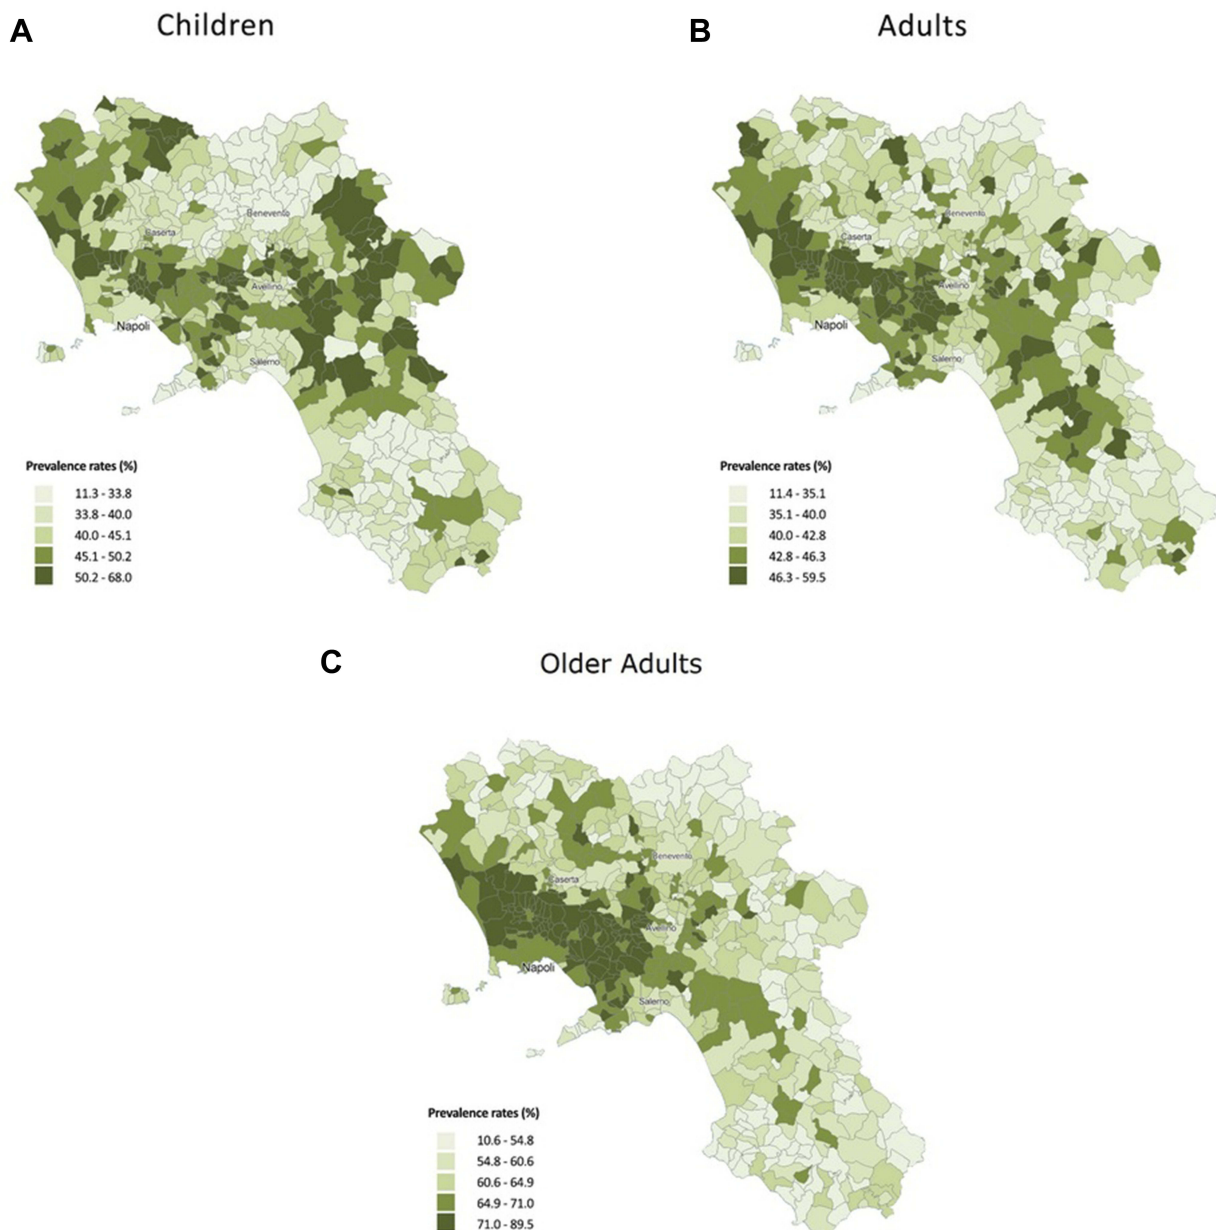 A
Children
B
Adults
Benevento
Caserta
Avellino
Napoli
Salerno
Benevento
Caserta
Avellino
Napoli
Salerno
Prevalence rates (%)
11.3 - 33.8
33.8 - 40.0
40.0 - 45.1
45.1 - 50.2
50.2 - 68.0
Prevalence rates (%)
11.4 - 35.1
35.1 - 40.0
40.0 - 42.8
42.8 - 46.3
46.3 - 59.5
C
Older Adults
Benevento
Caserta
Avellino
Napoli
Salerno
Prevalence rates (%)
10.6 - 54.8
54.8 - 60.6
60.6 - 64.9
64.9 - 71.0
71.0 - 89.5